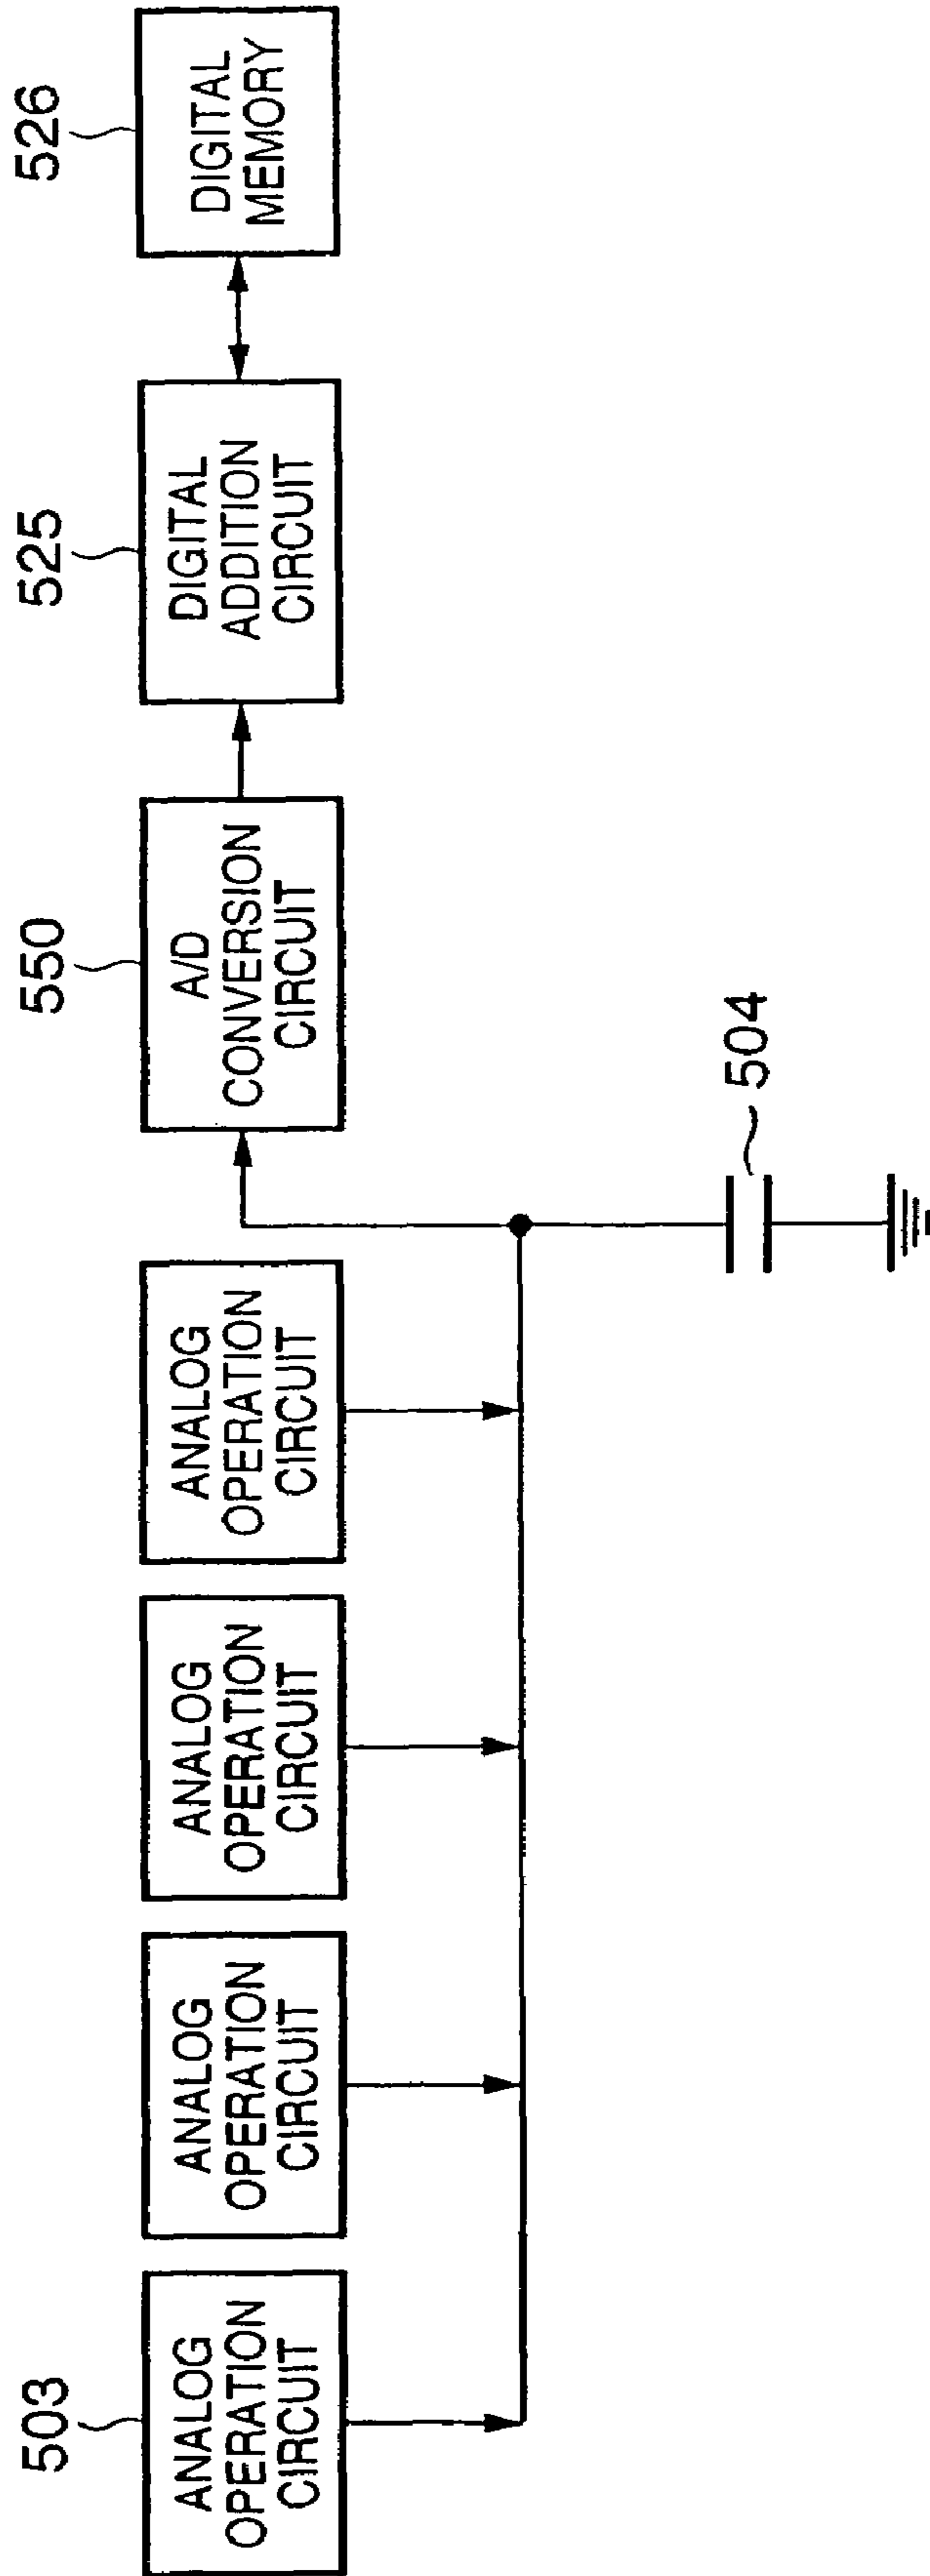 503
ANALOG
OPERATION
CIRCUIT
ANALOG
OPERATION
CIRCUIT
ANALOG
OPERATION
CIRCUIT
ANALOG
OPERATION
CIRCUIT
550
A/D
CONVERSION
CIRCUIT
525
DIGITAL
ADDITION
CIRCUIT
526
DIGITAL
MEMORY
504